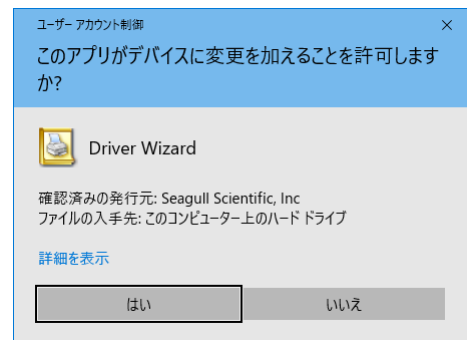 ユーザー アカウント制御
このアプリがデバイスに変更を加えることを許可します
か?
Driver Wizard
確認済みの発行元: Seagull Scientific, Inc
ファイルの入手先: このコンピューター上のハード ドライブ
詳細を表示
はい
いいえ